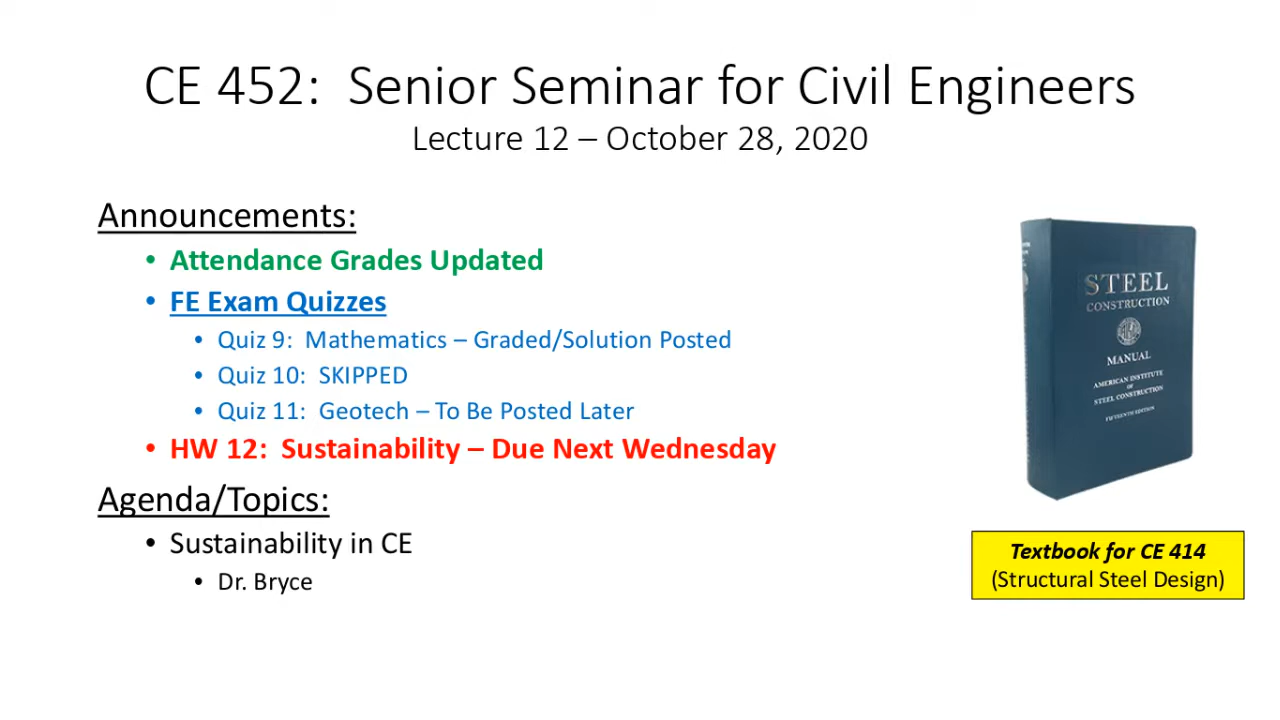 CE 452:  Senior Seminar for Civil Engineers
Lecture 12 – October 28, 2020
Announcements:
• Attendance Grades Updated
• FE Exam Quizzes
• Quiz 9:  Mathematics – Graded/Solution Posted
• Quiz 10:  SKIPPED
• Quiz 11:  Geotech – To Be Posted Later
• HW 12:  Sustainability – Due Next Wednesday
Agenda/Topics:
• Sustainability in CE
• Dr. Bryce
STEEL
CONSTRUCTION
MANUAL
AMERICAN INSTITUTE
OF
STEEL CONSTRUCTION
FIFTEENTH EDITION
Textbook for CE 414
(Structural Steel Design)